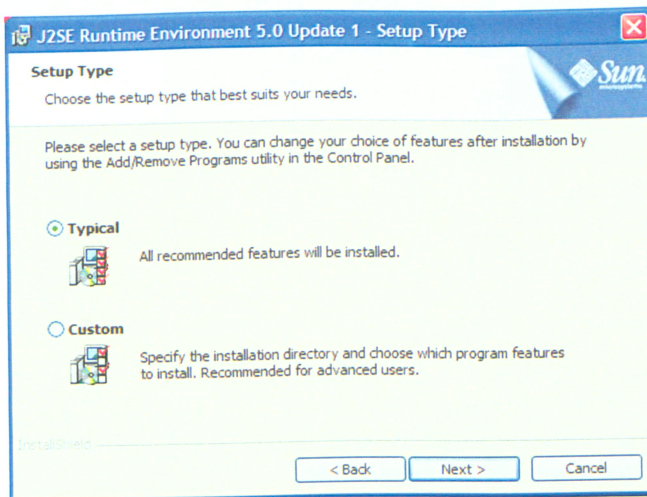 J2SE Runtime Environment 5.0 Update 1 - Setup Type
Setup Type
Choose the setup type that best suits your needs.
Sun
microsystems
Please select a setup type. You can change your choice of features after installation by
using the Add/Remove Programs utility in the Control Panel.
Typical
All recommended features will be installed.
Custom
Specify the installation directory and choose which program features
to install. Recommended for advanced users.
InstallShield
< Back
Next >
Cancel